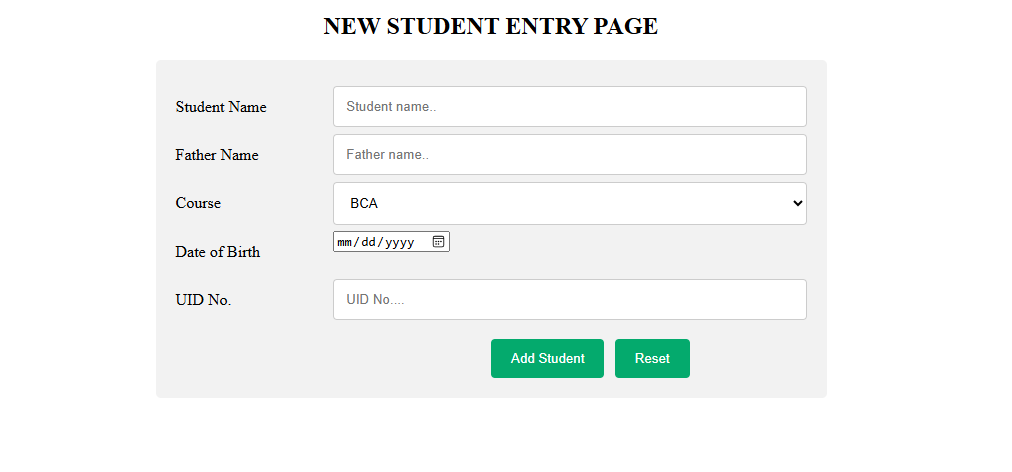 NEW STUDENT ENTRY PAGE
Student Name
Student name..
Father Name
Father name..
Course
BCA
Date of Birth
mm/dd/yyyy
UID No.
UID No....
Add Student
Reset